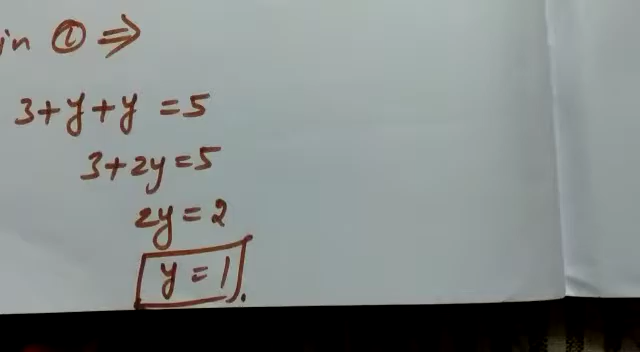 in ① ⇒
3+y+y =5
3+2y=5
2y=2
y=1.